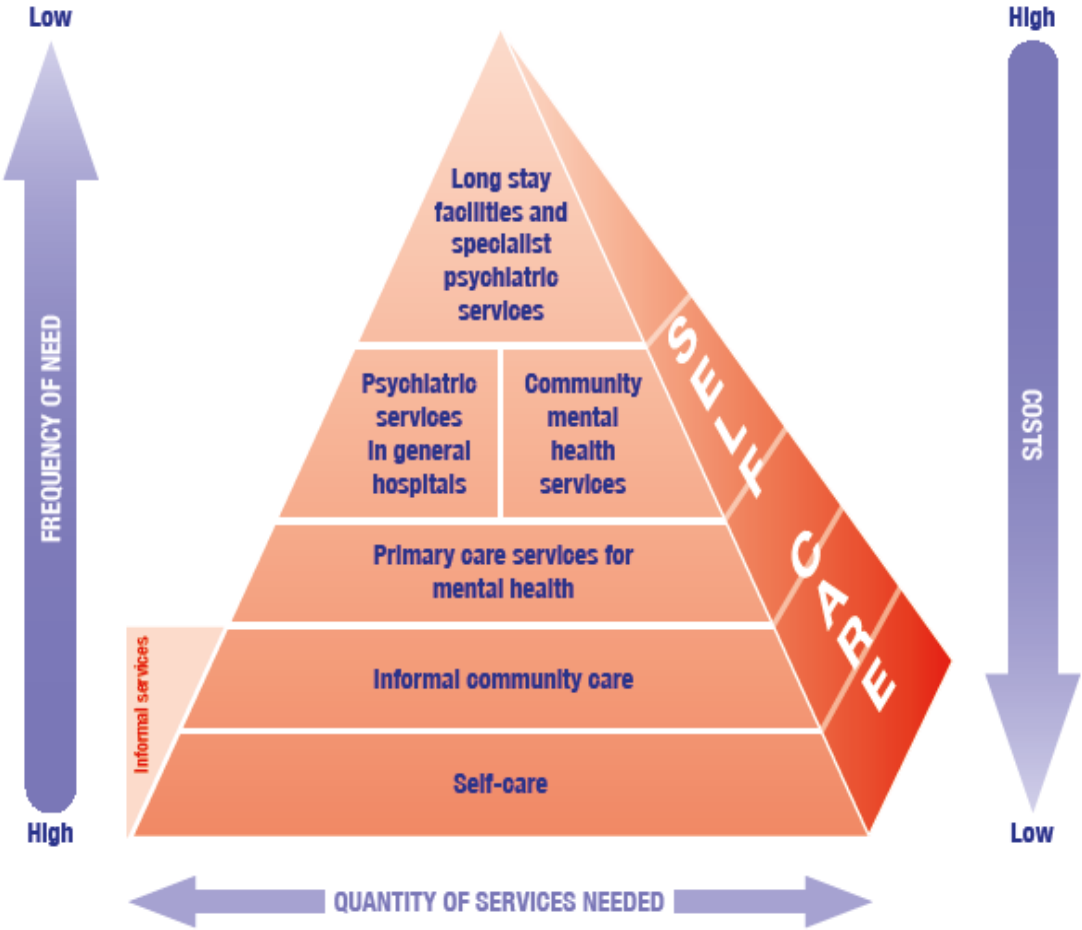 Low
High
Long stay
facilities and
specialist
psychiatric
services
FREQUENCY OF NEED
COSTS
SELF CARE
Psychiatric
services
in general
hospitals
Community
mental
health
services
Primary care services for
mental health
Informal services
Informal community care
Self-care
High
Low
QUANTITY OF SERVICES NEEDED